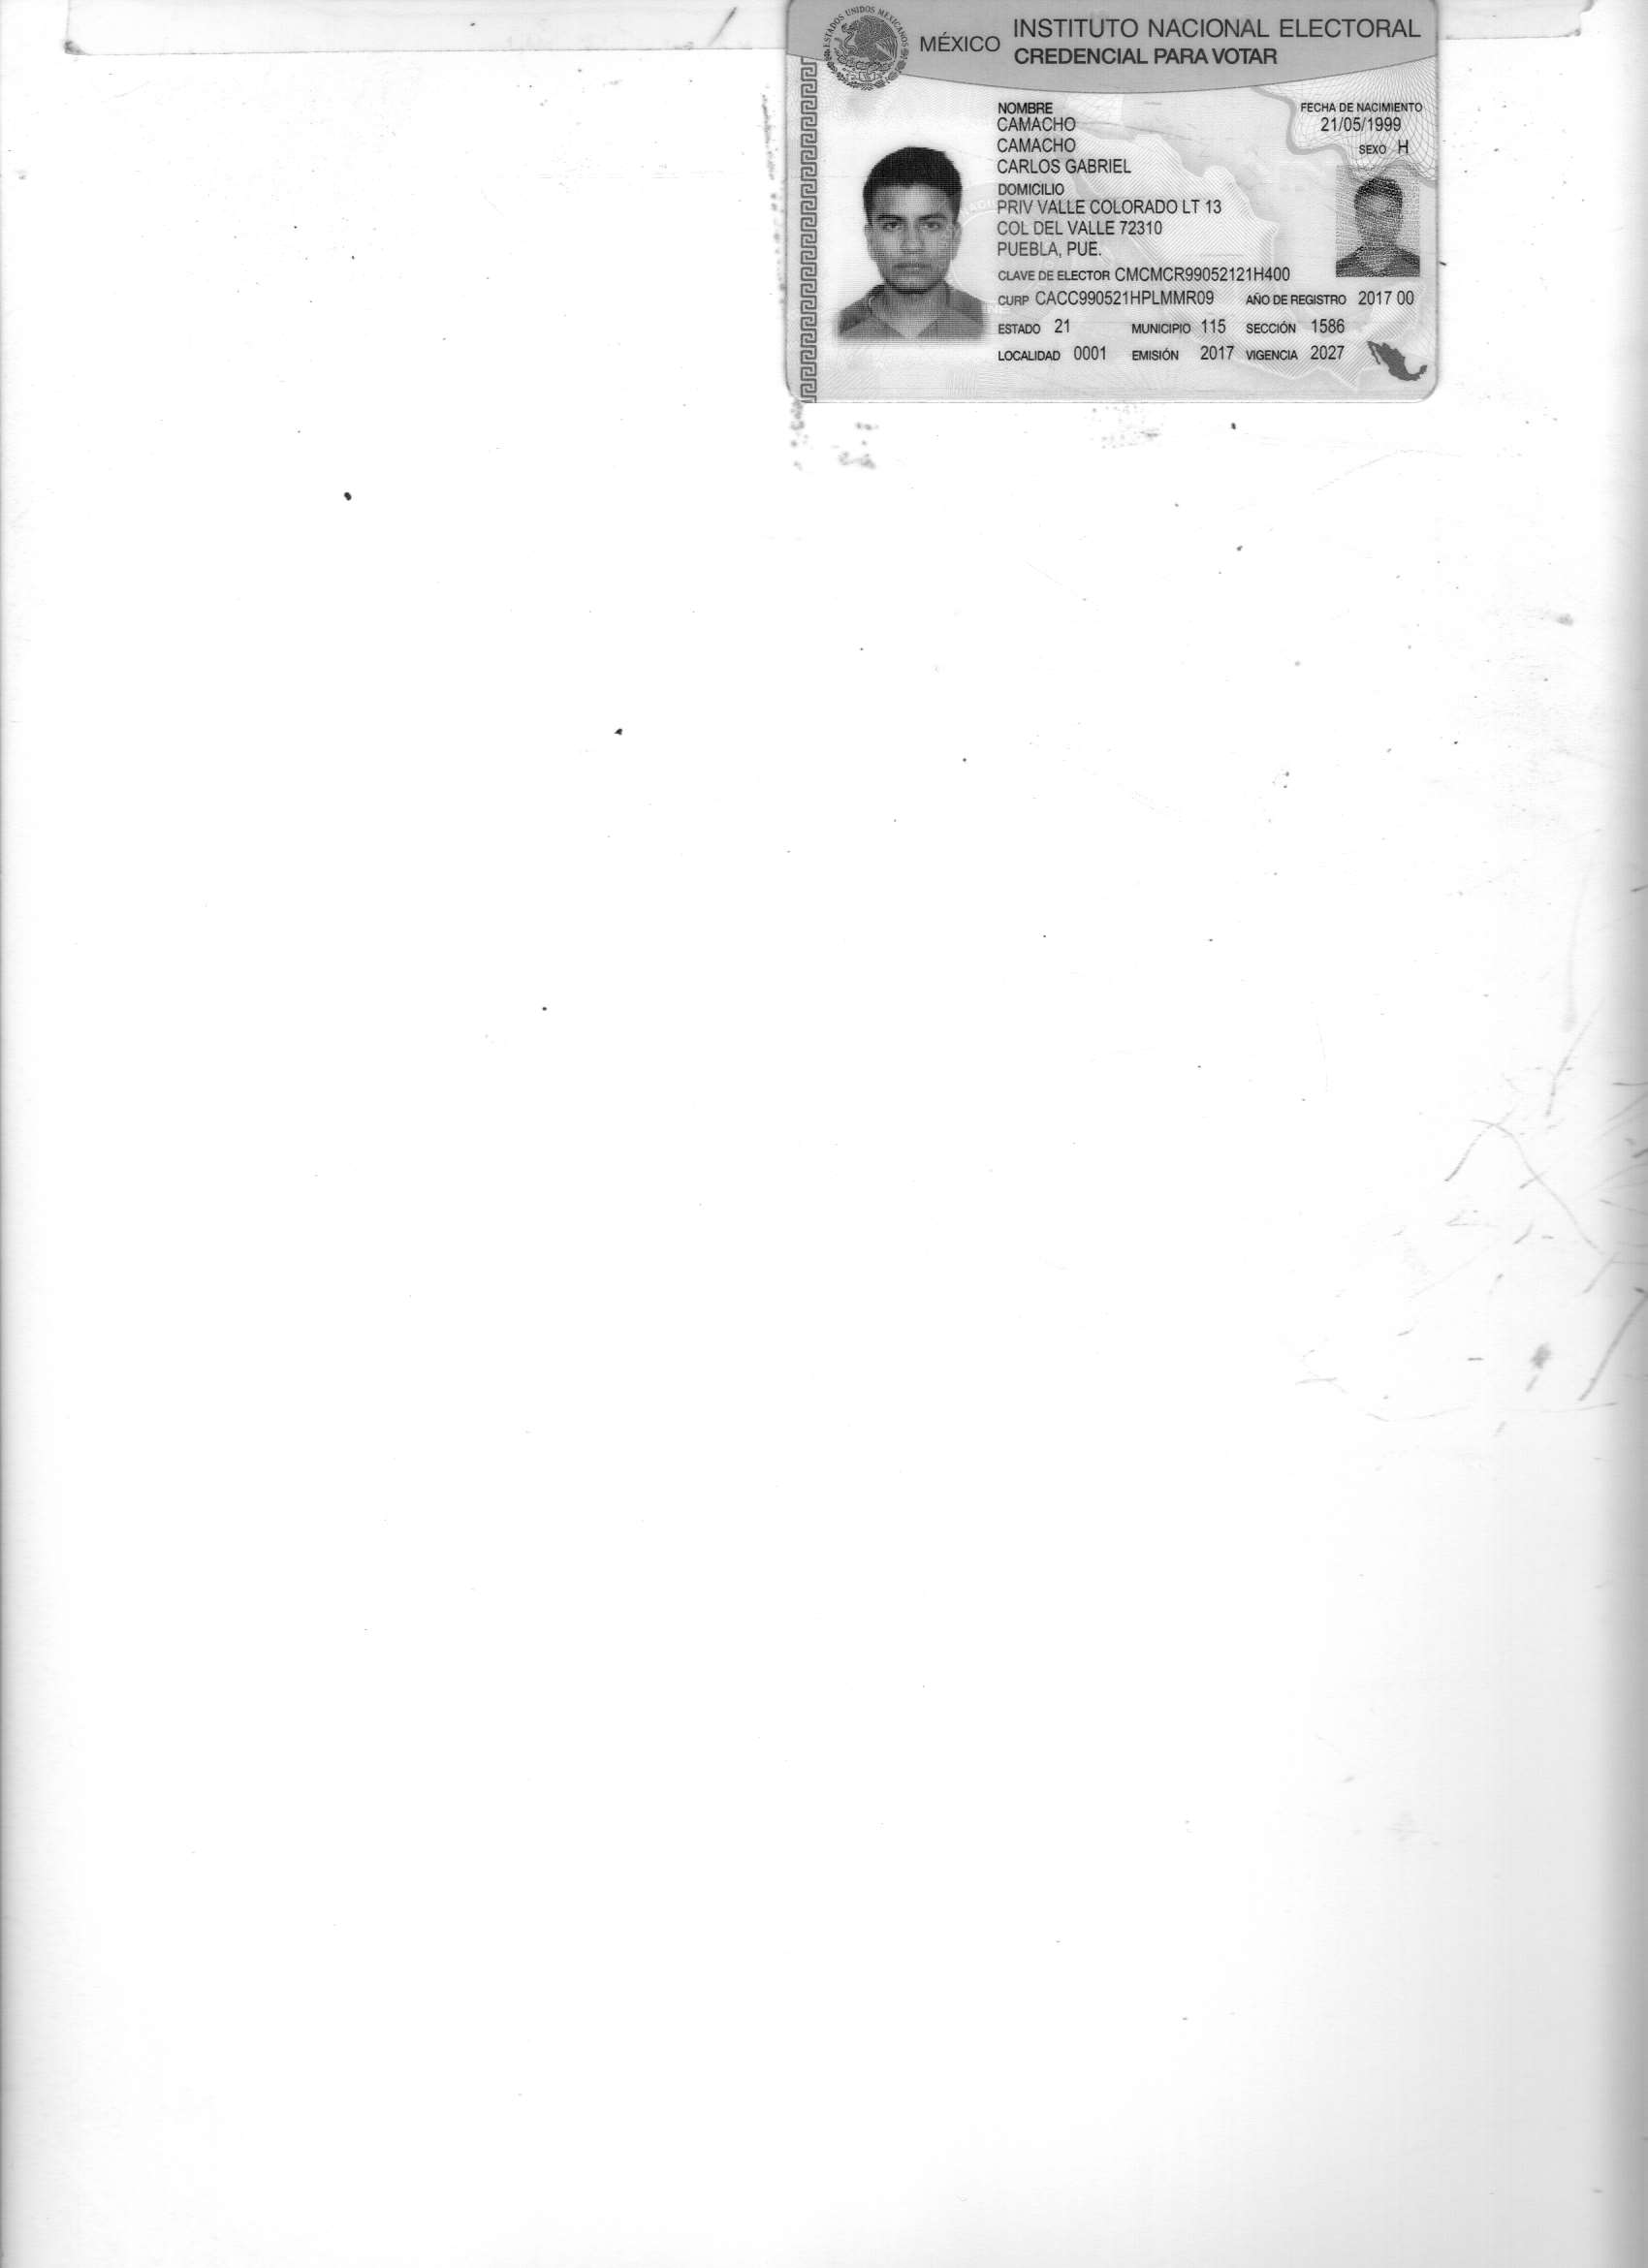 ESTADOS UNIDOS MEXICANOS
MÉXICO INSTITUTO NACIONAL ELECTORAL
CREDENCIAL PARA VOTAR
NOMBRE
CAMACHO
CAMACHO
CARLOS GABRIEL
FECHA DE NACIMIENTO
21/05/1999
SEXO H
DOMICILIO
PRIV VALLE COLORADO LT 13
COL DEL VALLE 72310
PUEBLA, PUE.
CLAVE DE ELECTOR CMCMCR99052121H400
CURP CACC990521HPLMMR09 AÑO DE REGISTRO 2017 00
ESTADO 21 MUNICIPIO 115 SECCIÓN 1586
LOCALIDAD 0001 EMISIÓN 2017 VIGENCIA 2027